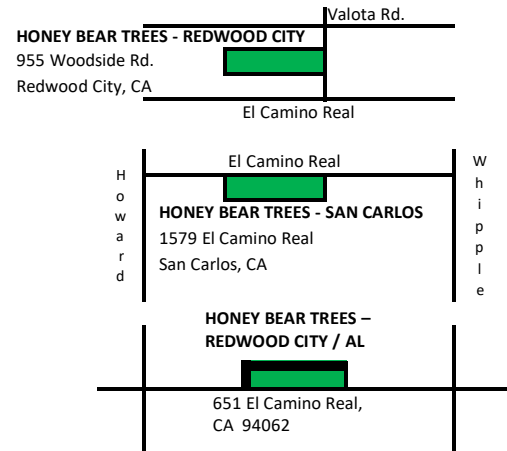 Valota Rd.
HONEY BEAR TREES - REDWOOD CITY
955 Woodside Rd.
Redwood City, CA
El Camino Real
El Camino Real
Howard
Whipple
HONEY BEAR TREES - SAN CARLOS
1579 El Camino Real
San Carlos, CA
HONEY BEAR TREES –
REDWOOD CITY / AL
651 El Camino Real,
CA 94062